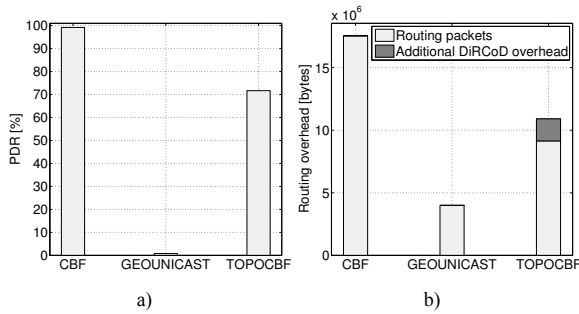 100
90
80
70
60
50
40
30
20
10
0
PDR [%]
CBF GEOUNICAST TOPOCBF
a)
x 10^6
15
10
5
0
Routing overhead [bytes]
Routing packets
Additional DiRCoD overhead
CBF GEOUNICAST TOPOCBF
b)